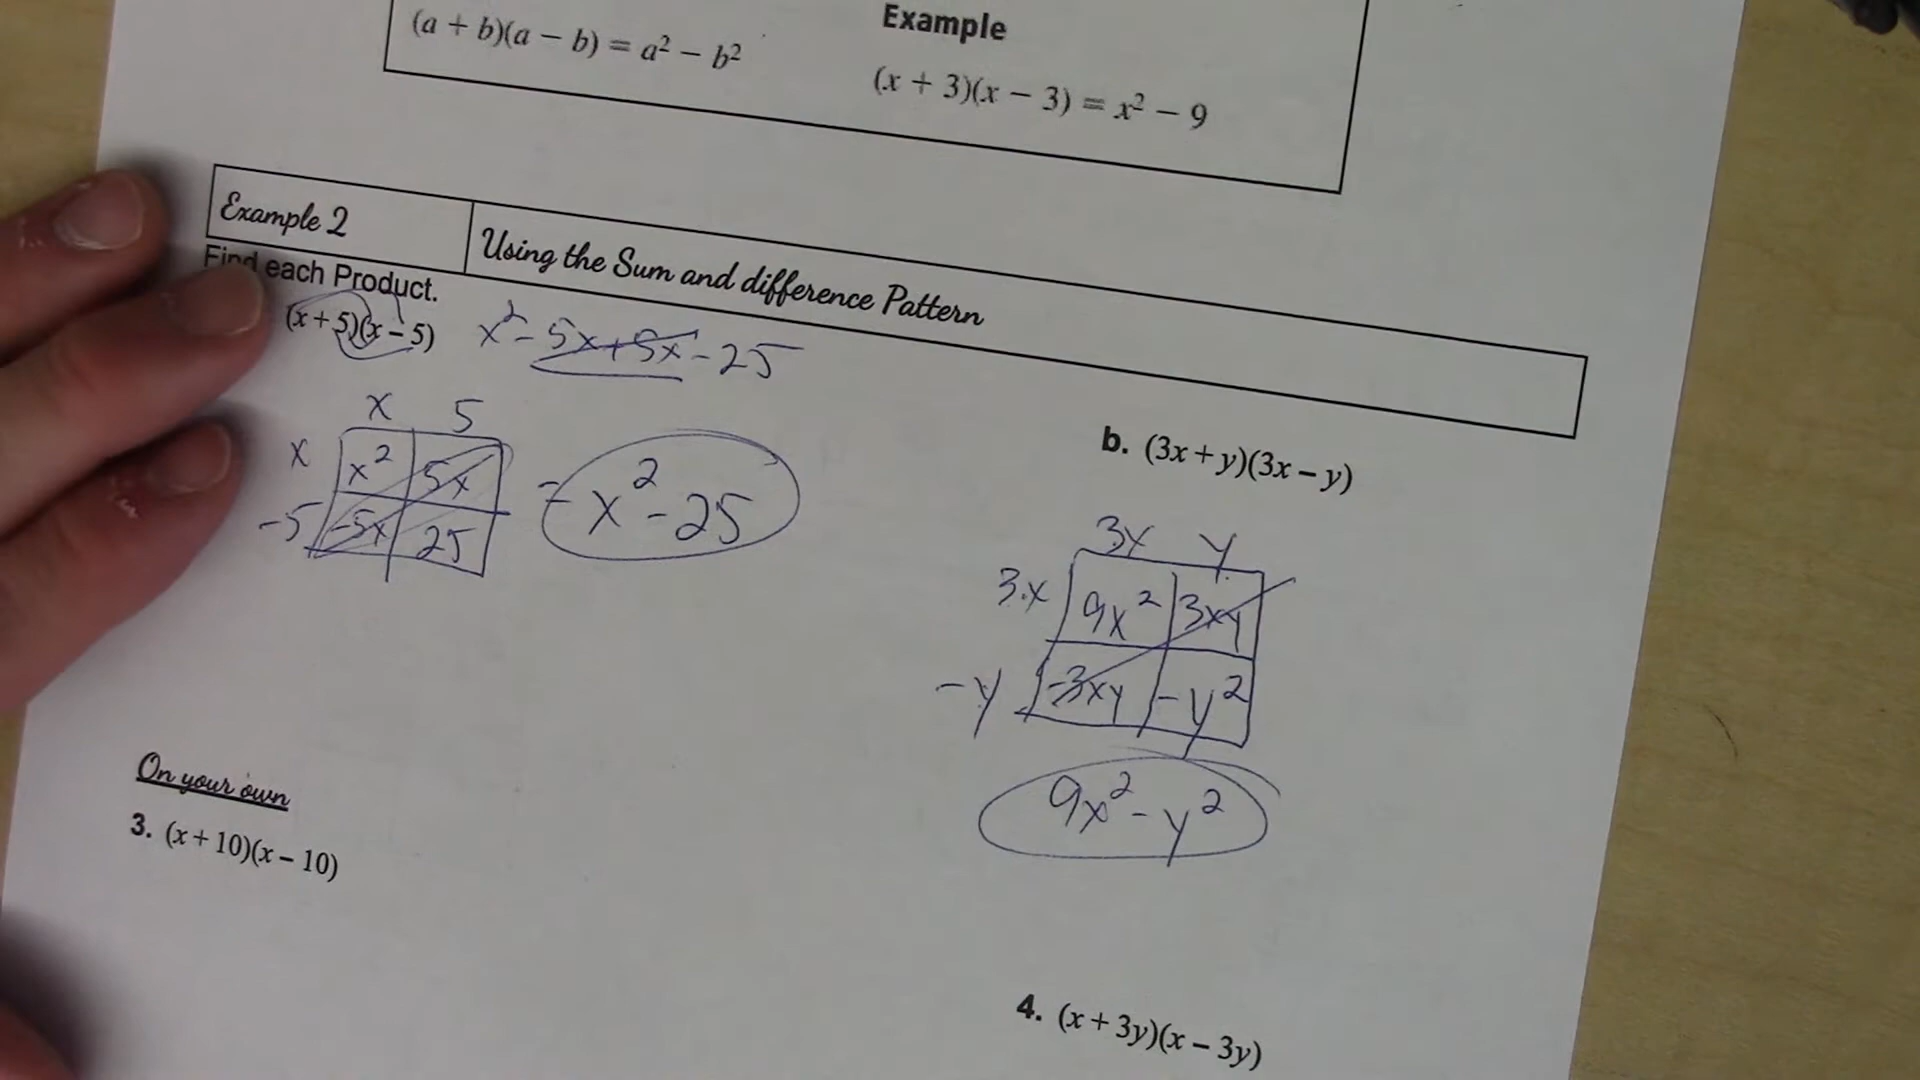 (a + b)(a − b) = a² − b²
Example
(x + 3)(x − 3) = x² − 9
Example 2
Using the Sum and difference Pattern
Find each Product.
(x + 5)(x − 5)
x² - 5x + 5x - 25
x 5
x x² 5x
-5 -5x 25
= x² - 25
b. (3x + y)(3x − y)
3x y
3x 9x² 3xy
-y -3xy -y²
9x² - y²
On your own
3. (x + 10)(x − 10)
4. (x + 3y)(x − 3y)